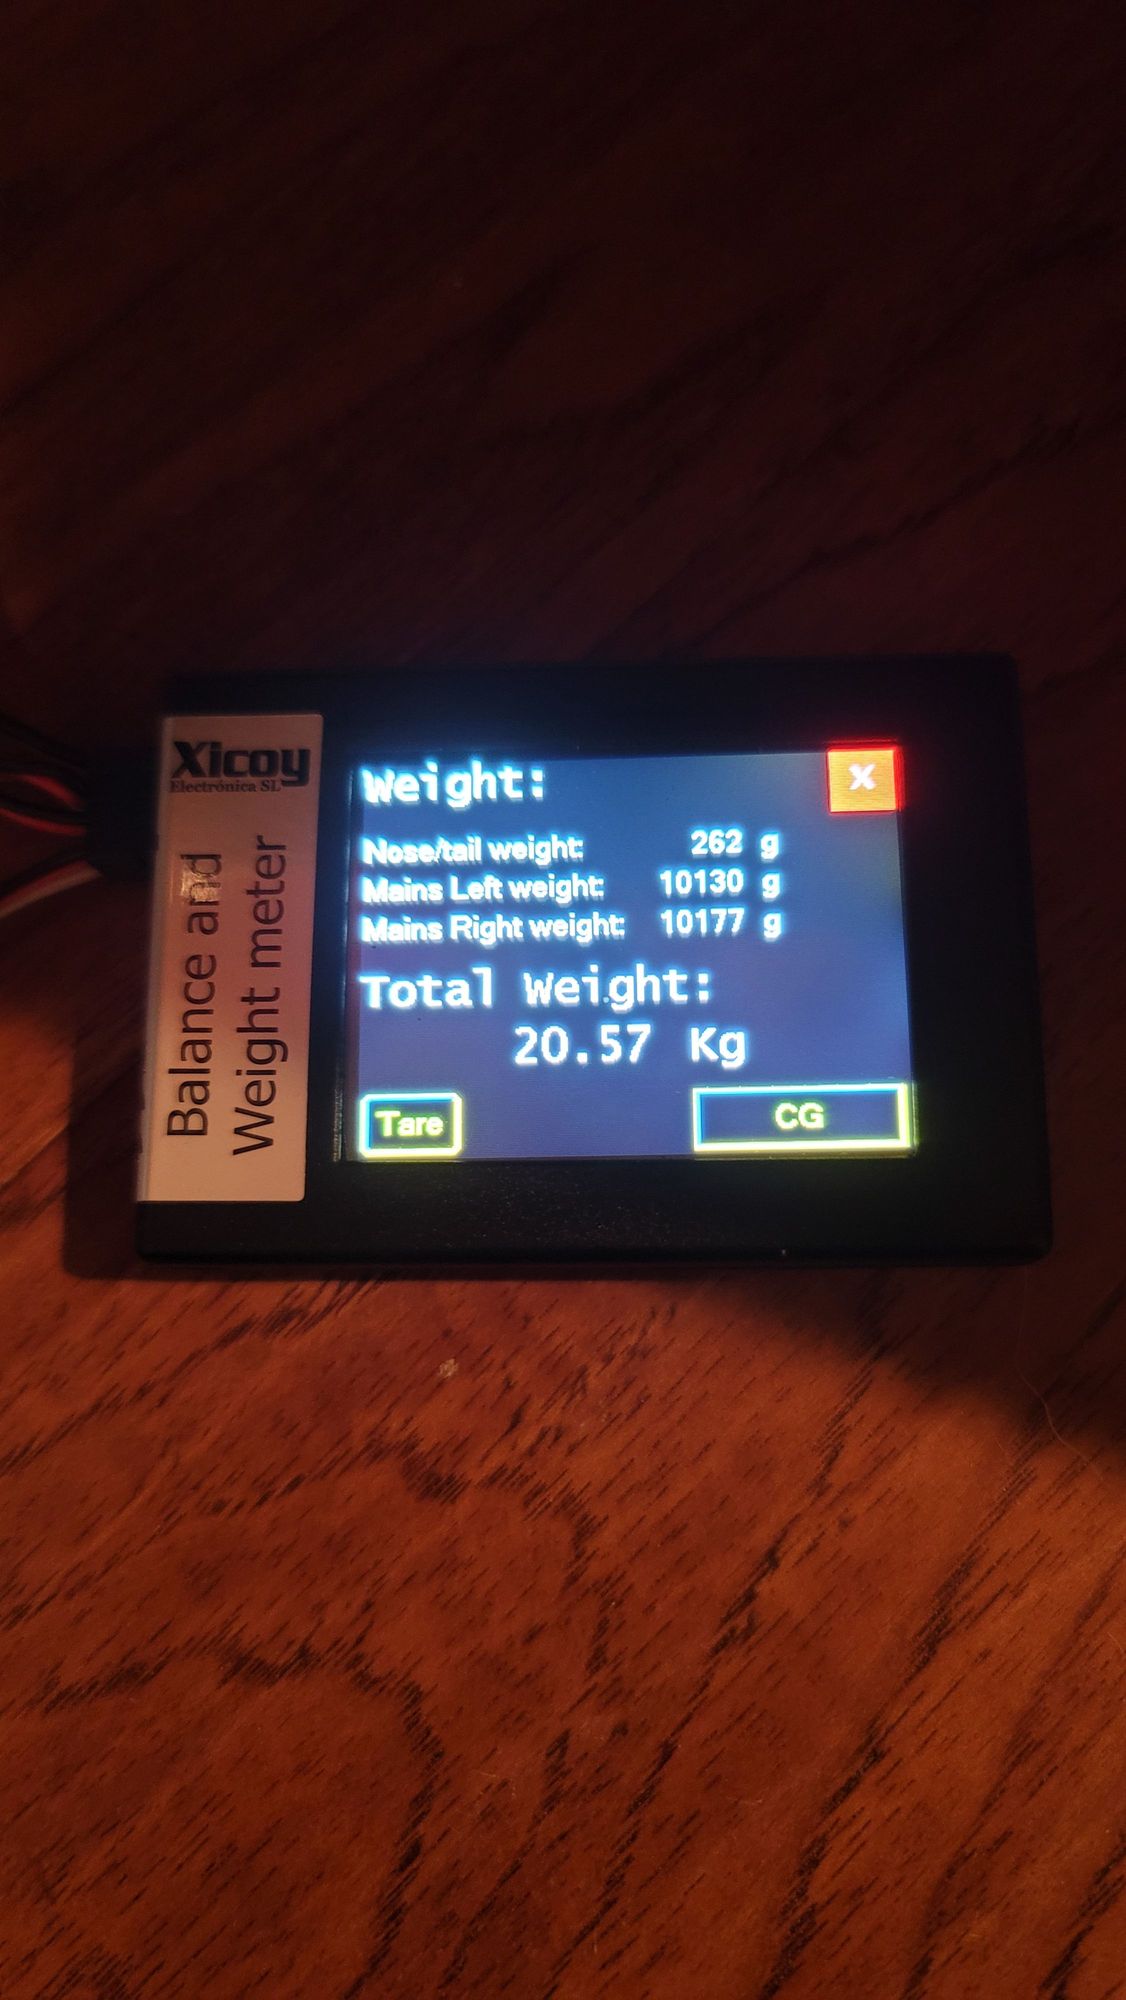 Xicoy
Electrónica SL
Balance and
Weight meter
Weight:
X
Nose/tail weight: 262 g
Mains Left weight: 10130 g
Mains Right weight: 10177 g
Total Weight:
20.57 Kg
Tare
CG